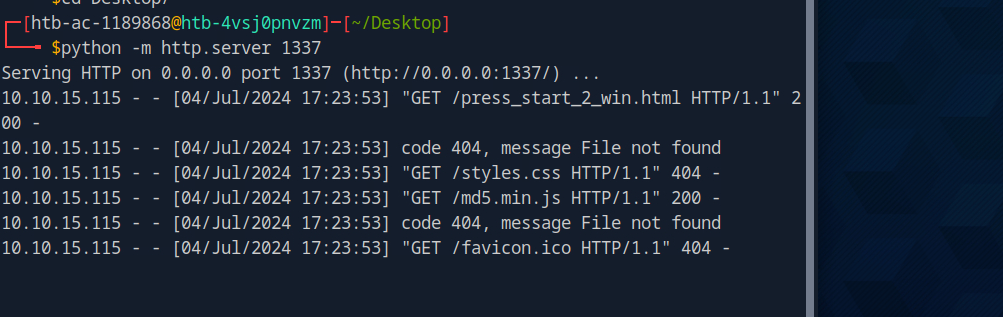 $cd Desktop/
[htb-ac-1189868@htb-4vsj0pnvzm]─[~/Desktop]
$python -m http.server 1337
Serving HTTP on 0.0.0.0 port 1337 (http://0.0.0.0:1337/) ...
10.10.15.115 - - [04/Jul/2024 17:23:53] "GET /press_start_2_win.html HTTP/1.1" 2
00 -
10.10.15.115 - - [04/Jul/2024 17:23:53] code 404, message File not found
10.10.15.115 - - [04/Jul/2024 17:23:53] "GET /styles.css HTTP/1.1" 404 -
10.10.15.115 - - [04/Jul/2024 17:23:53] "GET /md5.min.js HTTP/1.1" 200 -
10.10.15.115 - - [04/Jul/2024 17:23:53] code 404, message File not found
10.10.15.115 - - [04/Jul/2024 17:23:53] "GET /favicon.ico HTTP/1.1" 404 -